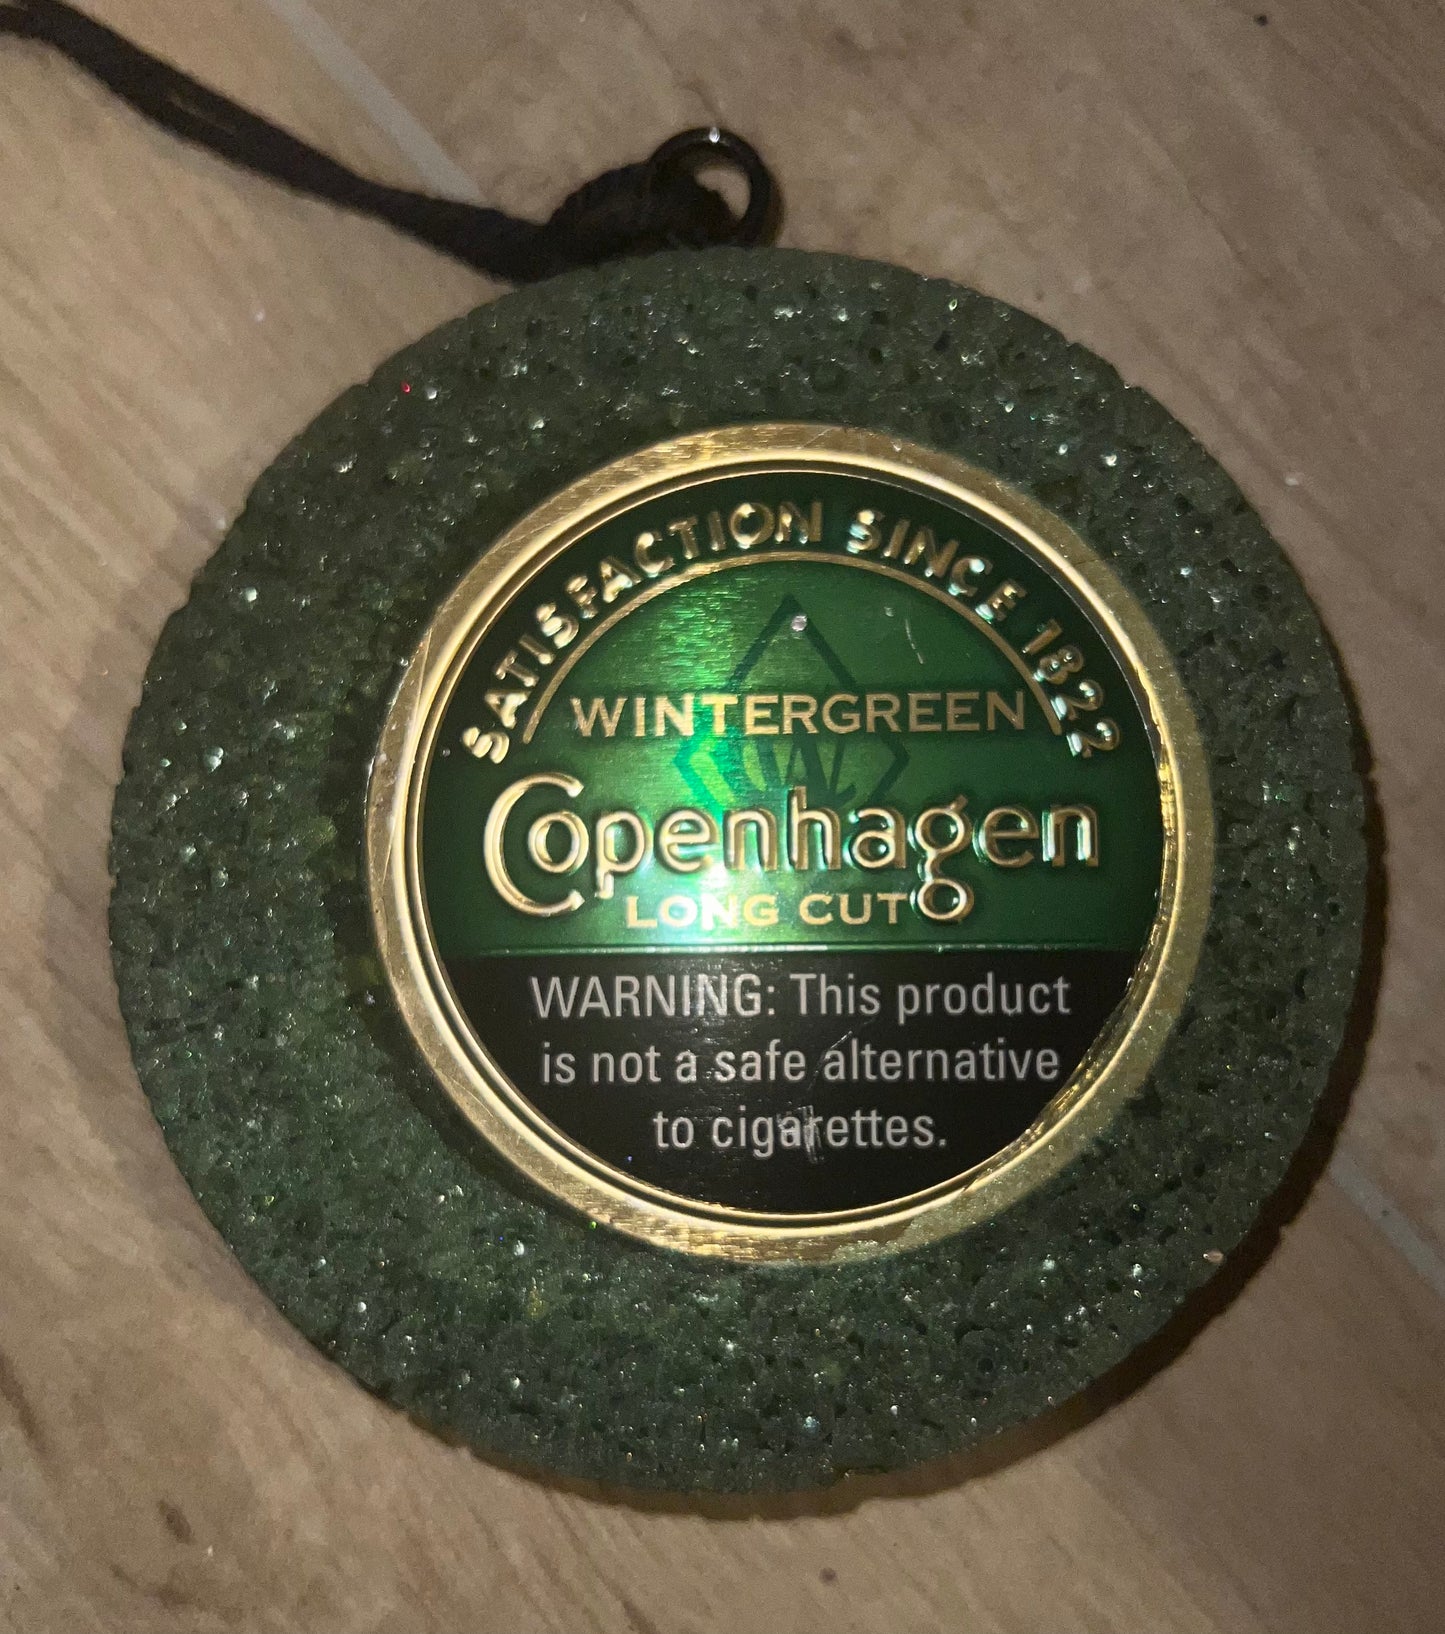 SATISFACTION SINCE 1822
WINTERGREEN
Copenhagen
LONG CUT
WARNING: This product
is not a safe alternative
to cigarettes.